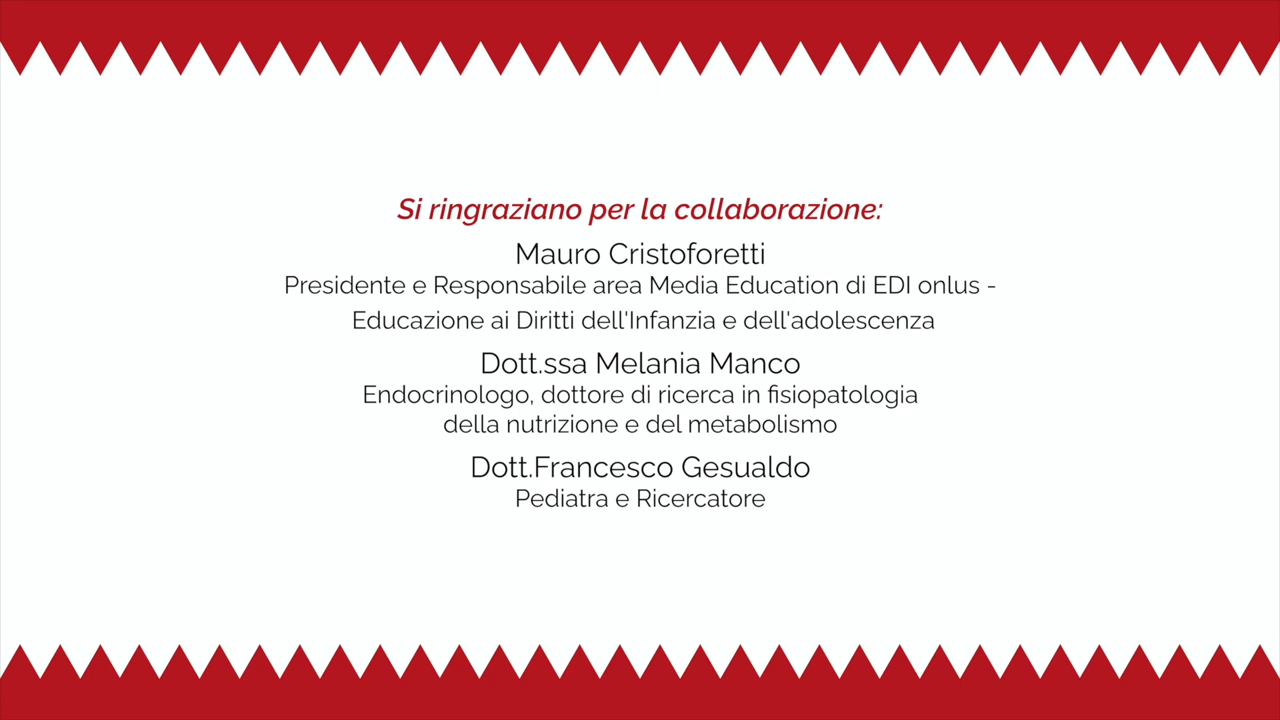 Si ringraziano per la collaborazione:
Mauro Cristoforetti
Presidente e Responsabile area Media Education di EDI onlus -
Educazione ai Diritti dell'Infanzia e dell'adolescenza
Dott.ssa Melania Manco
Endocrinologo, dottore di ricerca in fisiopatologia
della nutrizione e del metabolismo
Dott.Francesco Gesualdo
Pediatra e Ricercatore